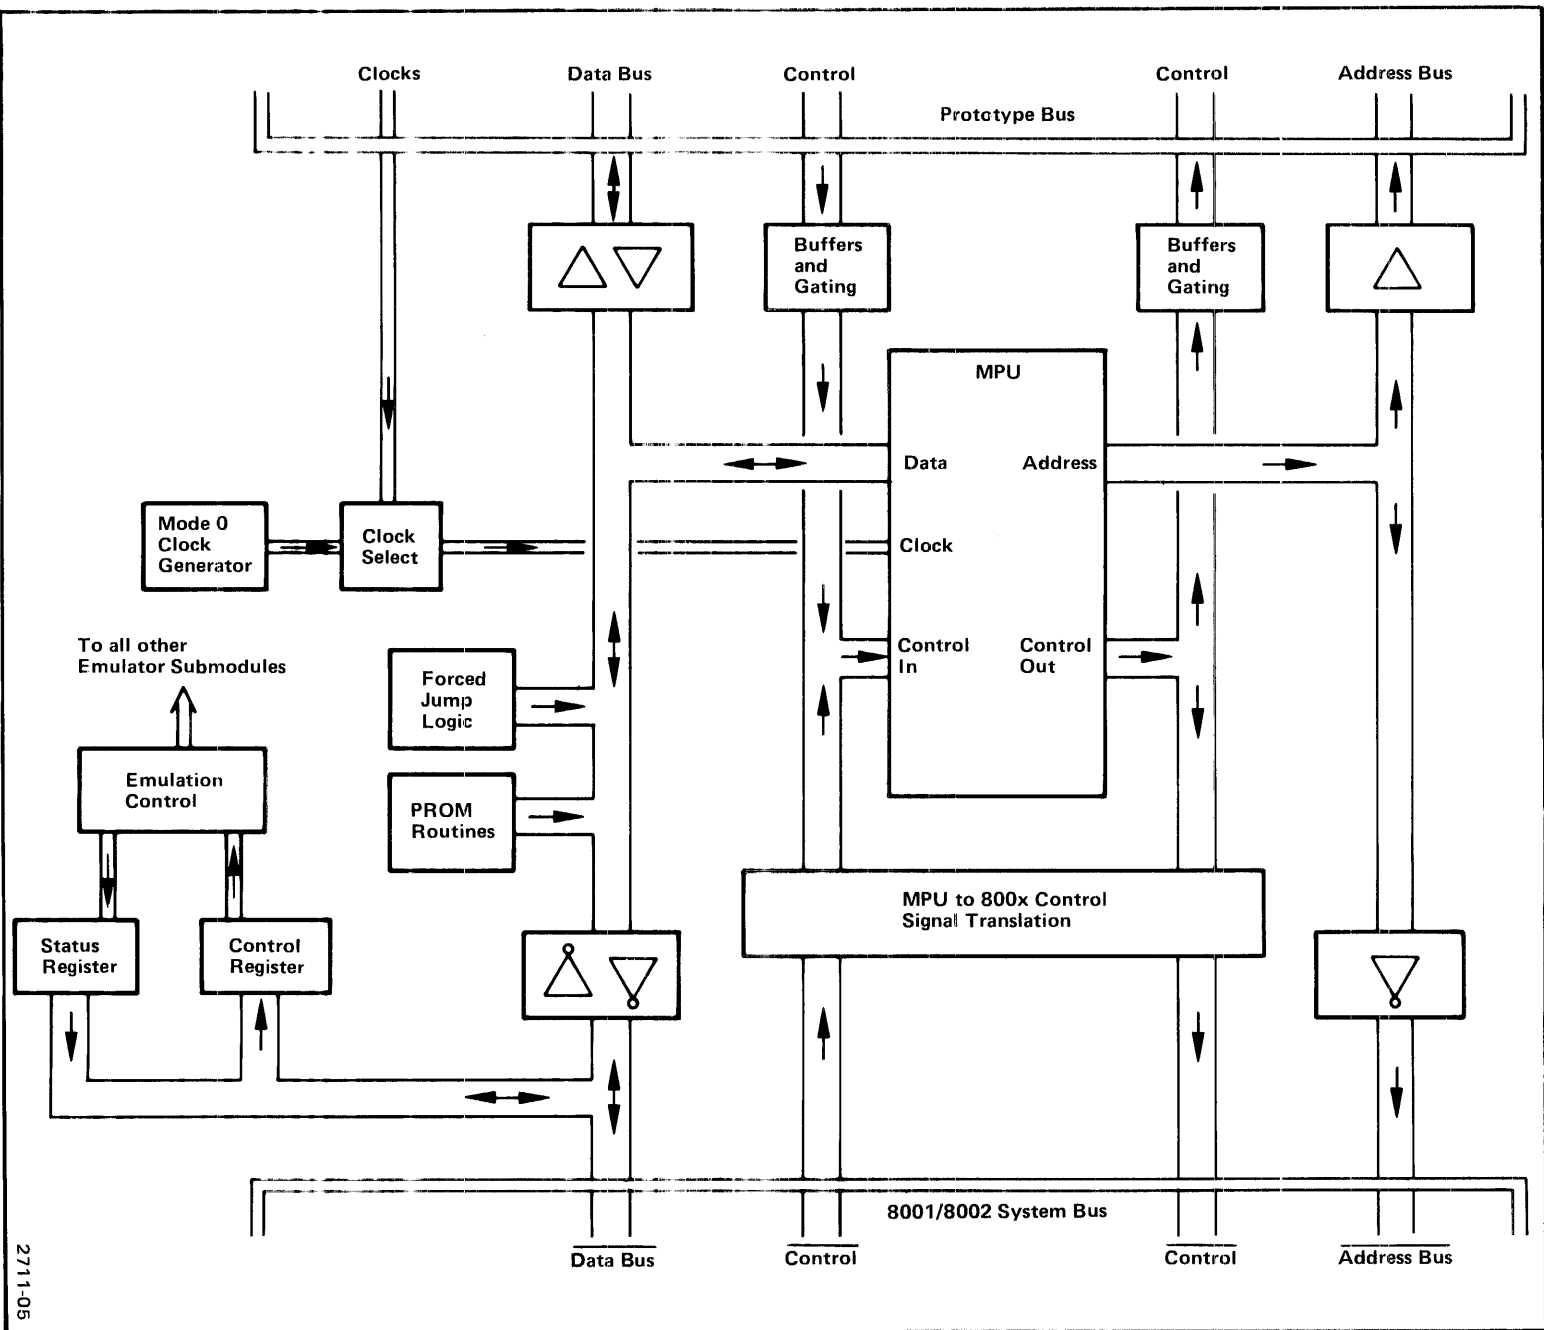 Clocks
Data Bus
Control
Control
Address Bus
Prototype Bus
Buffers
and
Gating
Buffers
and
Gating
MPU
Data
Address
Mode 0
Clock
Generator
Clock
Select
Clock
To all other
Emulator Submodules
Control
In
Control
Out
Forced
Jump
Logic
Emulation
Control
PROM
Routines
MPU to 800x Control
Signal Translation
Status
Register
Control
Register
8001/8002 System Bus
Data Bus
Control
Control
Address Bus
2711-05